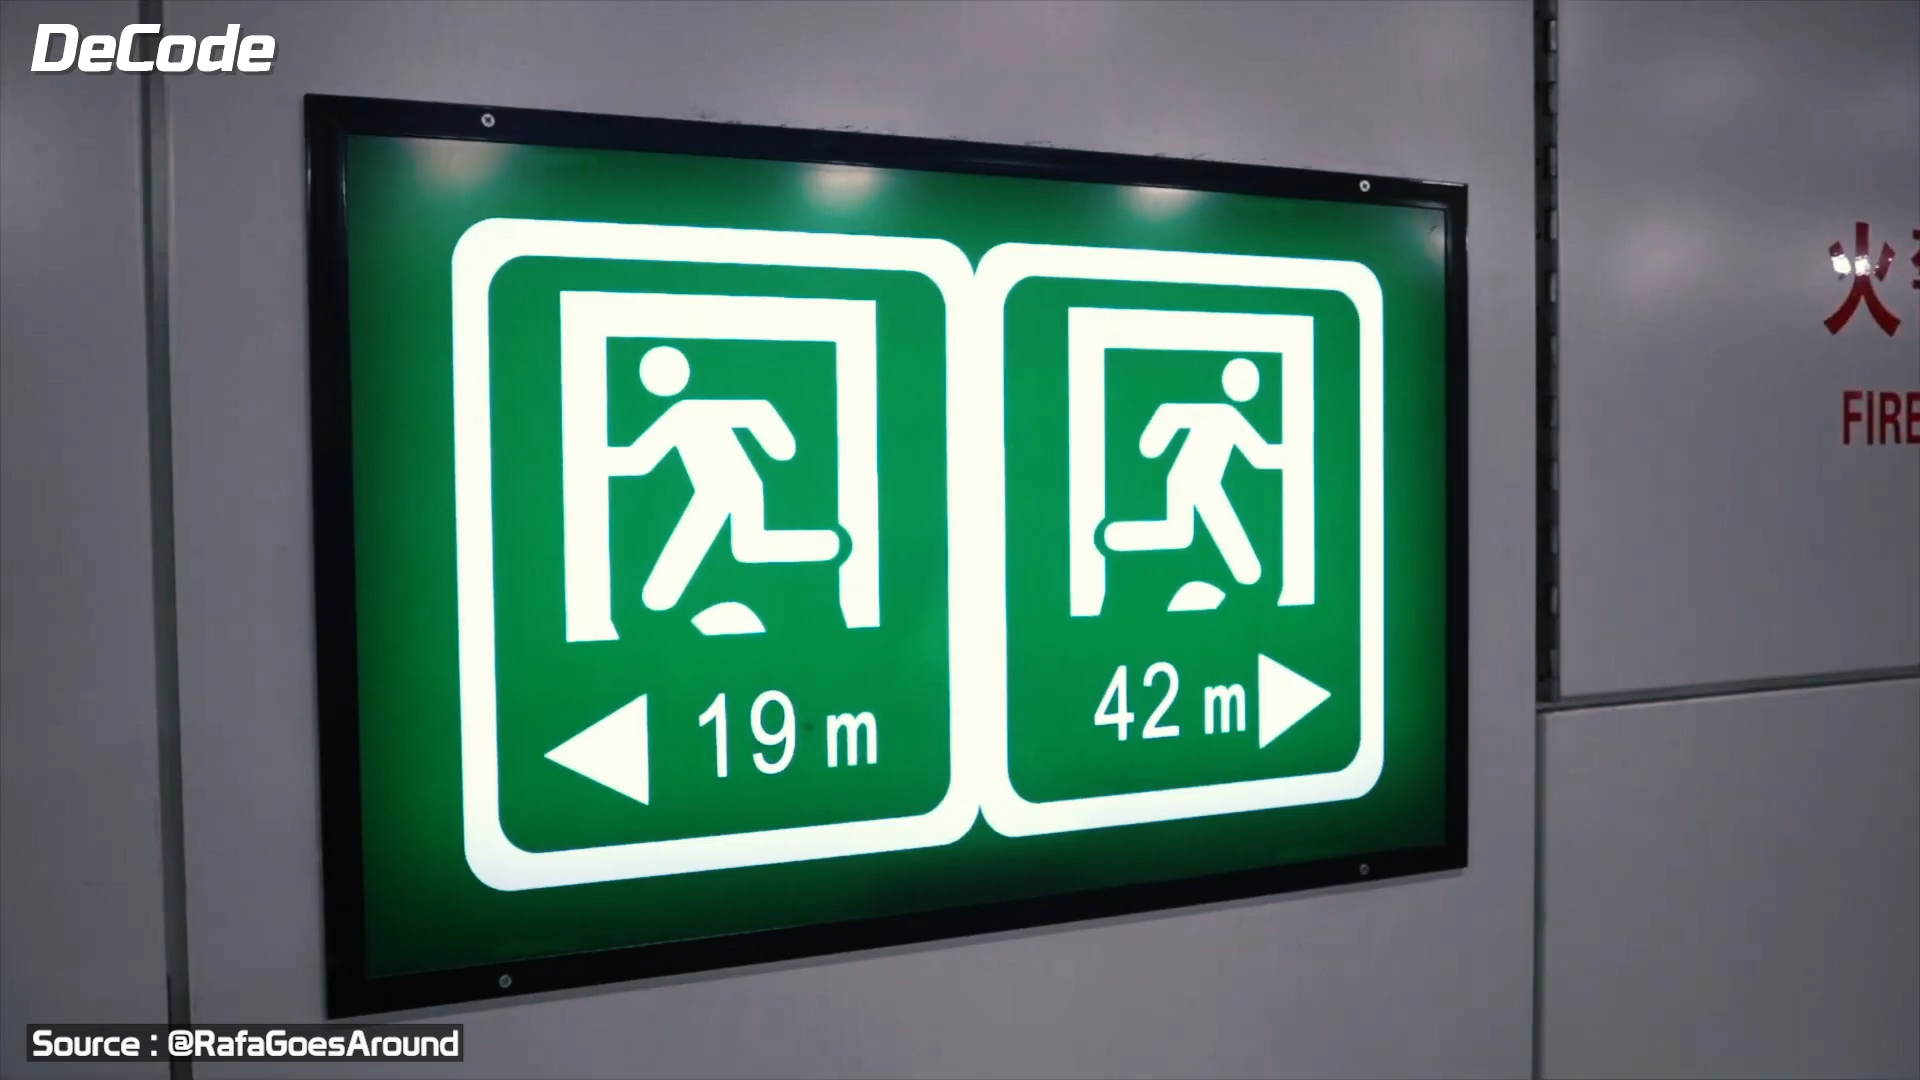 DeCode
19 m
42 m
火
FIRE
Source : @RafaGoesAround